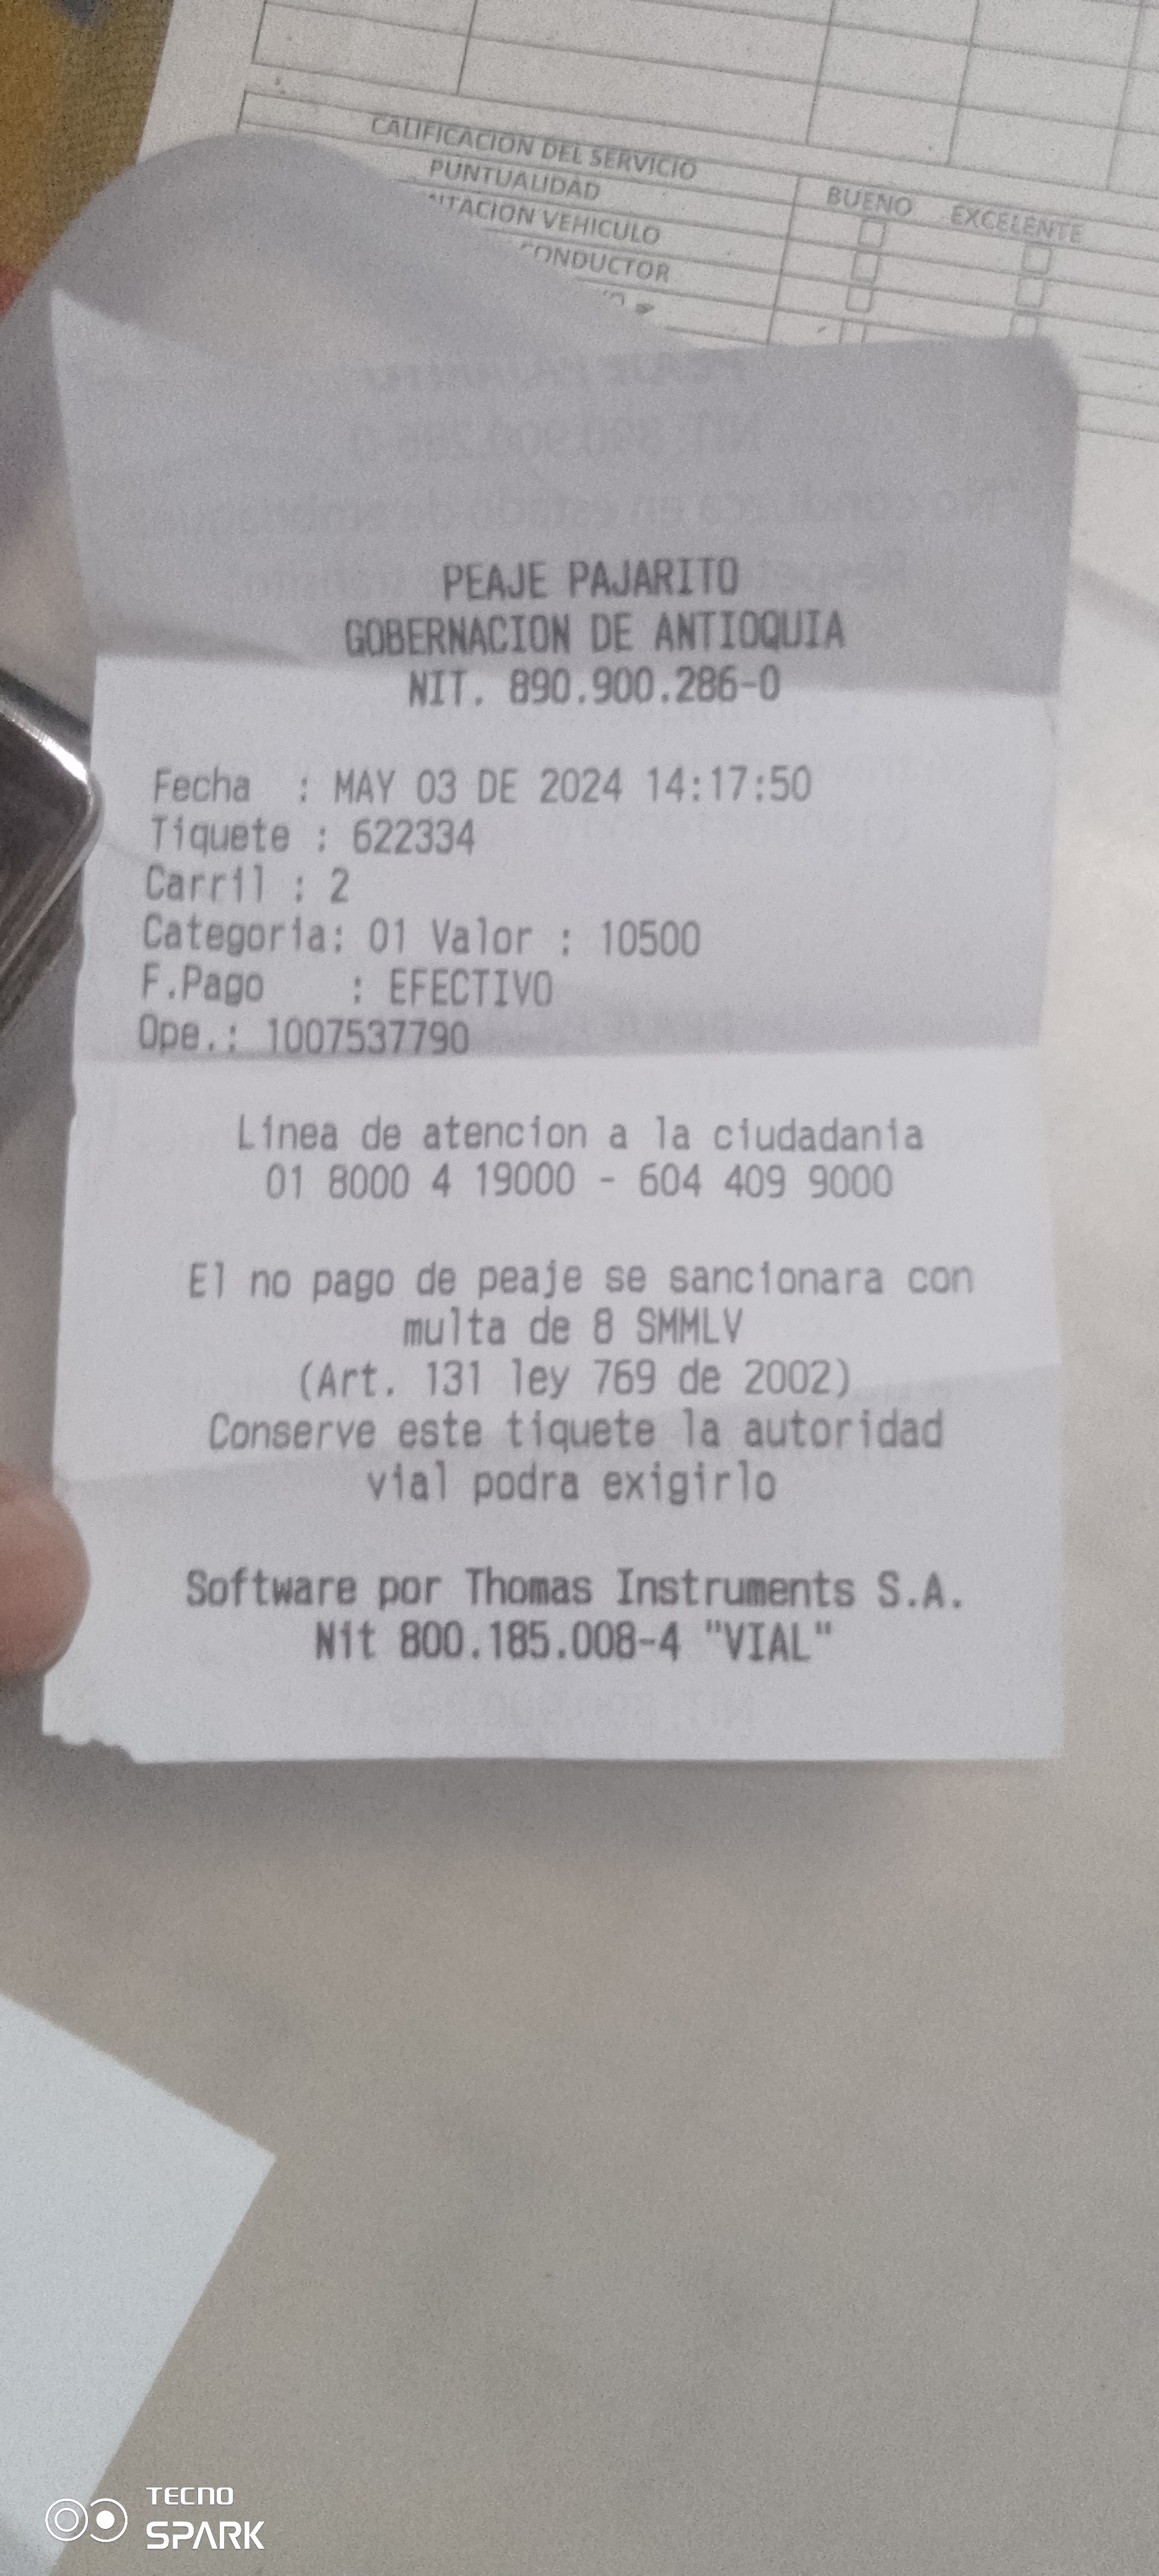 CALIFICACION DEL SERVICIO
PUNTUALIDAD
BUENO EXCELENTE
VEHICULO
PEAJE PAJARITO
GOBERNACION DE ANTIOQUIA
NIT. 890.900.286-0
Fecha : MAY 03 DE 2024 14:17:50
Tiquete : 622334
Carril : 2
Categoria: 01 Valor : 10500
F.Pago : EFECTIVO
Ope.: 1007537790
Linea de atencion a la ciudadania
01 8000 4 19000 - 604 409 9000
El no pago de peaje se sancionara con
multa de 8 SMMLV
(Art. 131 ley 769 de 2002)
Conserve este tiquete la autoridad
vial podra exigirlo
Software por Thomas Instruments S.A.
Nit 800.185.008-4 "VIAL"
TECNO
SPARK